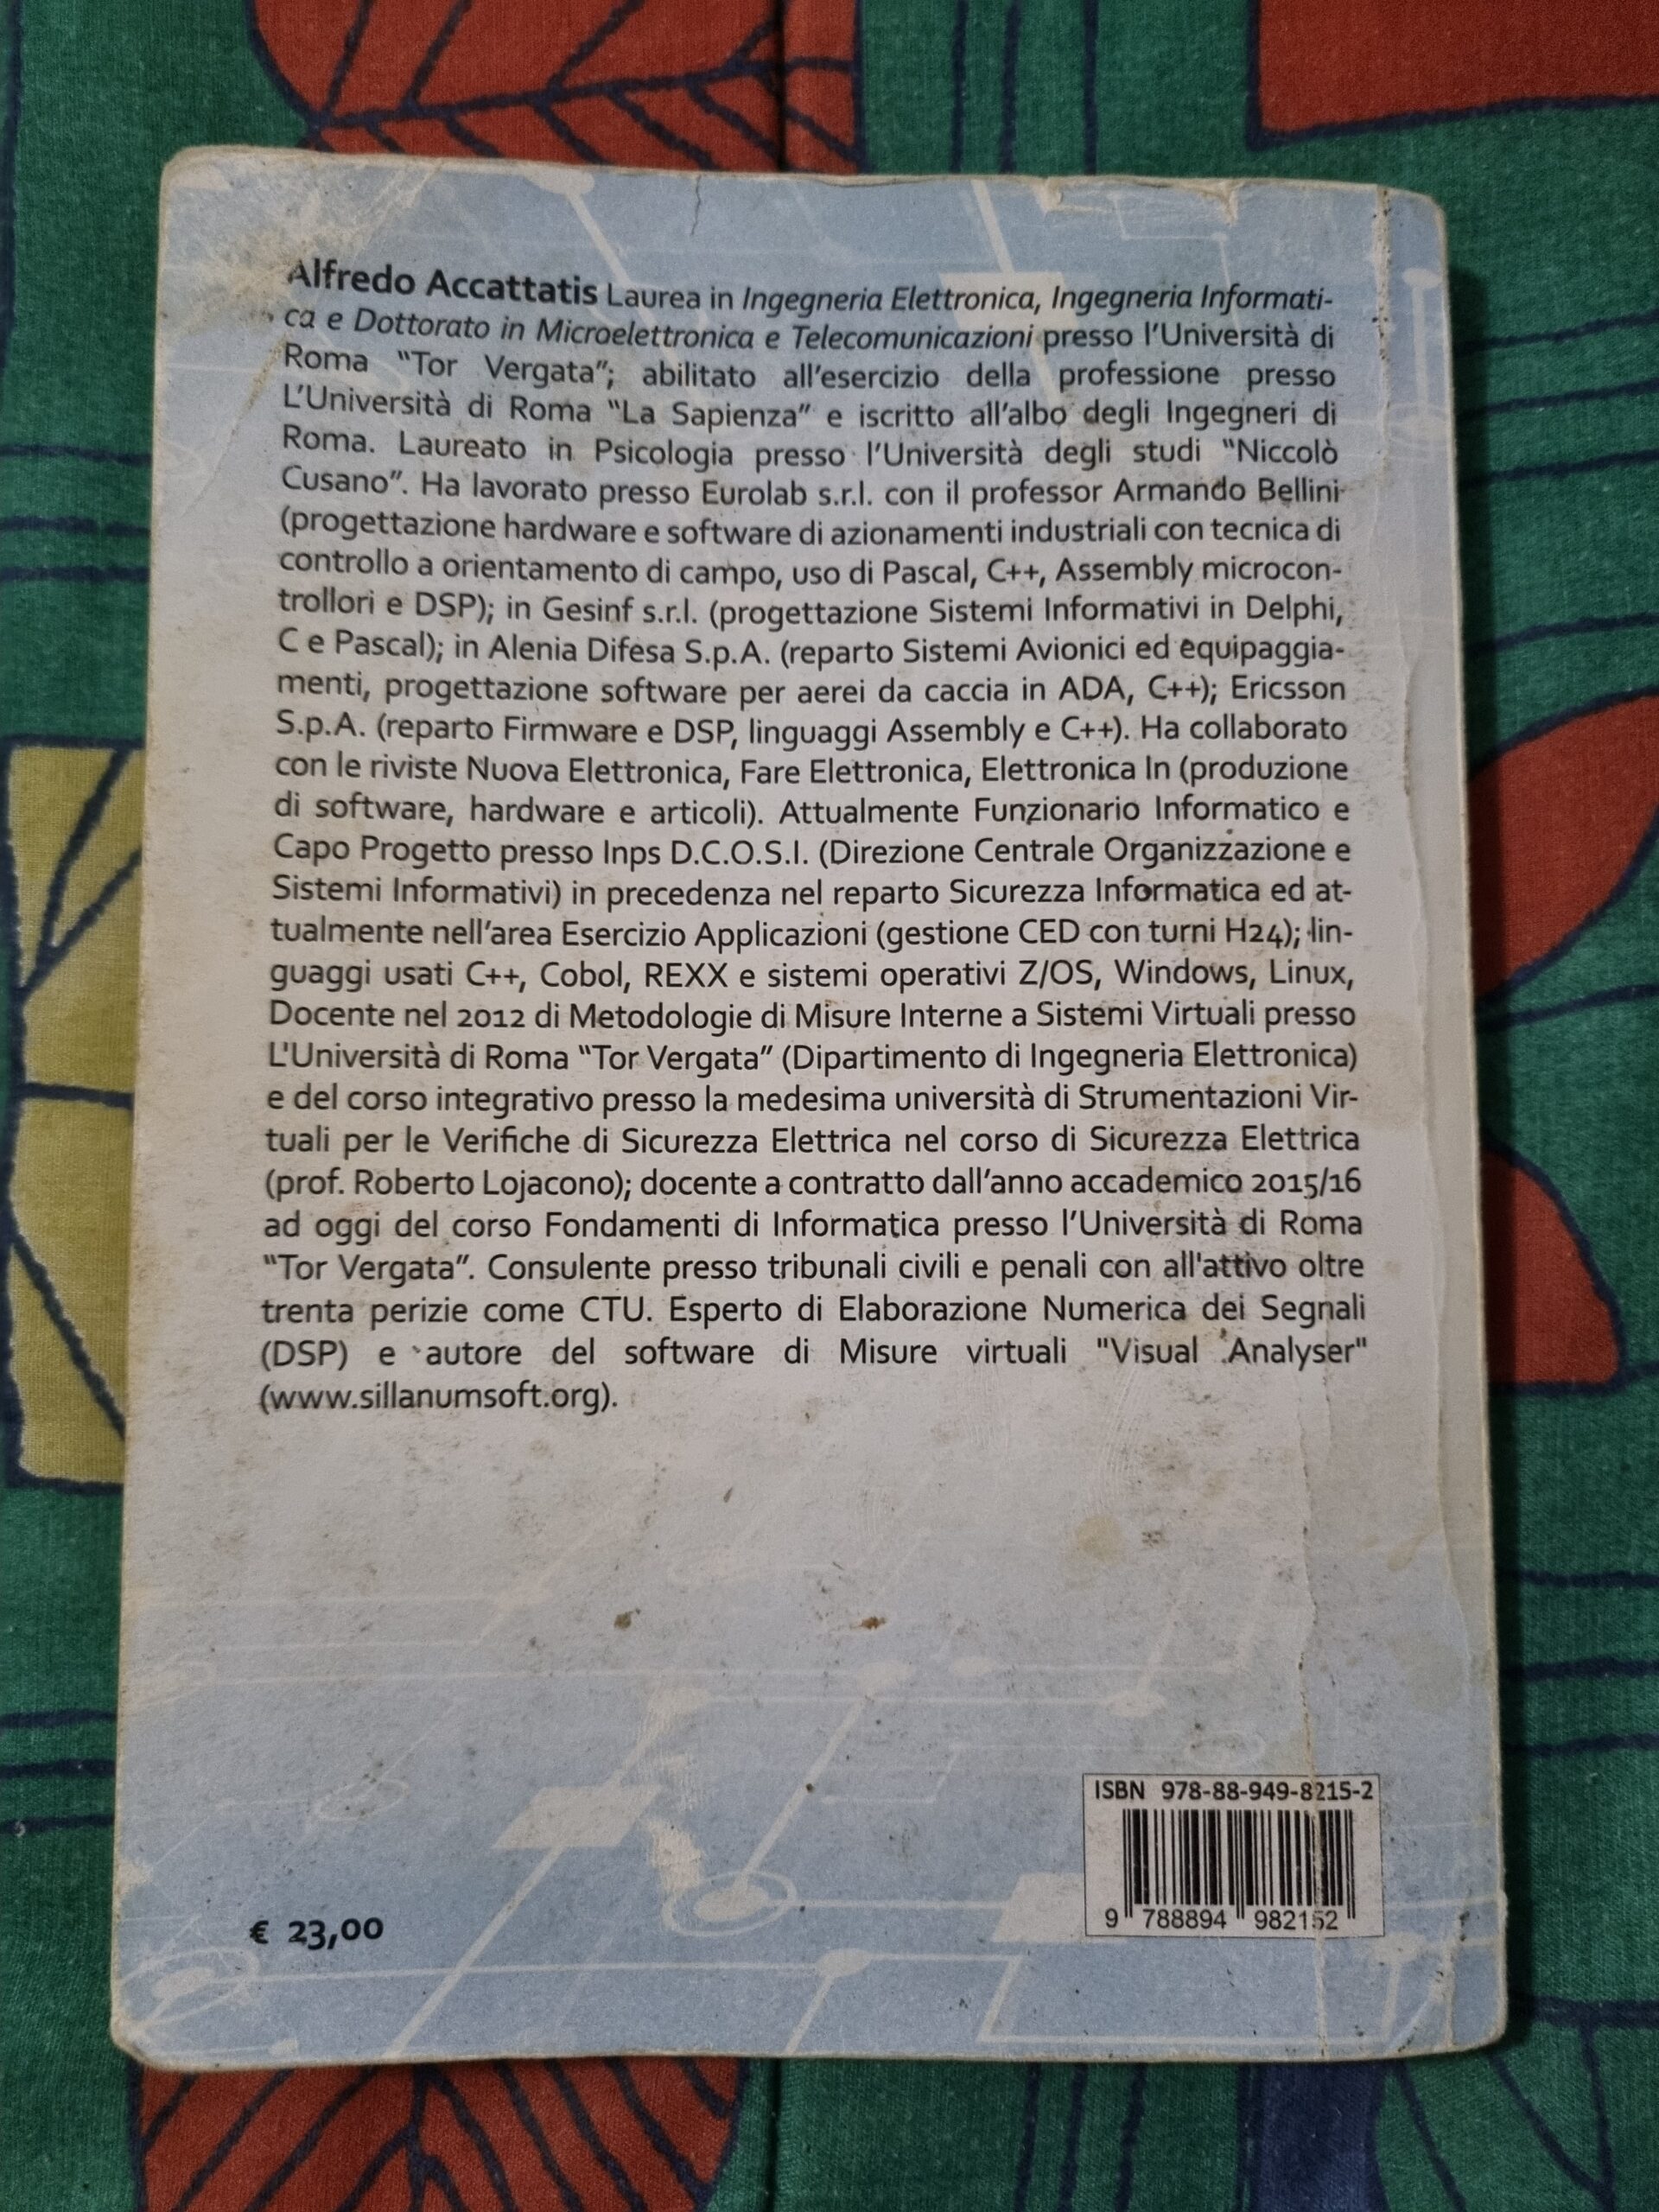 Alfredo Accattatis Laurea in Ingegneria Elettronica, Ingegneria Informati-
ca e Dottorato in Microelettronica e Telecomunicazioni presso l'Università di
Roma "Tor Vergata"; abilitato all'esercizio della professione presso
L'Università di Roma "La Sapienza" e iscritto all'albo degli Ingegneri di
Roma. Laureato in Psicologia presso l'Università degli studi "Niccolò
Cusano". Ha lavorato presso Eurolab s.r.l. con il professor Armando Bellini
(progettazione hardware e software di azionamenti industriali con tecnica di
controllo a orientamento di campo, uso di Pascal, C++, Assembly microcon-
trollori e DSP); in Gesinf s.r.l. (progettazione Sistemi Informativi in Delphi,
C e Pascal); in Alenia Difesa S.p.A. (reparto Sistemi Avionici ed equipaggia-
menti, progettazione software per aerei da caccia in ADA, C++); Ericsson
S.p.A. (reparto Firmware e DSP, linguaggi Assembly e C++). Ha collaborato
con le riviste Nuova Elettronica, Fare Elettronica, Elettronica In (produzione
di software, hardware e articoli). Attualmente Funzionario Informatico e
Capo Progetto presso Inps D.C.O.S.I. (Direzione Centrale Organizzazione e
Sistemi Informativi) in precedenza nel reparto Sicurezza Informatica ed at-
tualmente nell'area Esercizio Applicazioni (gestione CED con turni H24); lin-
guaggi usati C++, Cobol, REXX e sistemi operativi Z/OS, Windows, Linux,
Docente nel 2012 di Metodologie di Misure Interne a Sistemi Virtuali presso
L'Università di Roma "Tor Vergata" (Dipartimento di Ingegneria Elettronica)
e del corso integrativo presso la medesima università di Strumentazioni Vir-
tuali per le Verifiche di Sicurezza Elettrica nel corso di Sicurezza Elettrica
(prof. Roberto Lojacono); docente a contratto dall'anno accademico 2015/16
ad oggi del corso Fondamenti di Informatica presso l'Università di Roma
"Tor Vergata". Consulente presso tribunali civili e penali con all'attivo oltre
trenta perizie come CTU. Esperto di Elaborazione Numerica dei Segnali
(DSP) e autore del software di Misure virtuali "Visual Analyser"
(www.sillanumsoft.org).
ISBN 978-88-949-8215-2
9 788894 982152
€ 23,00